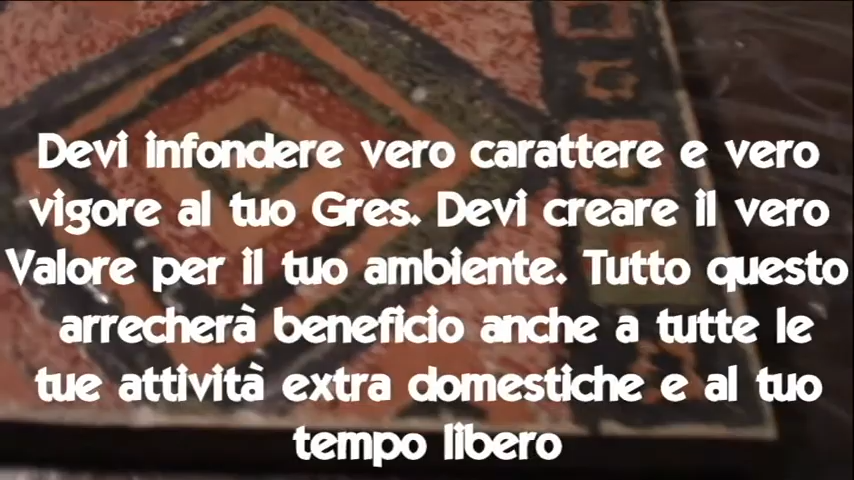 Devi infondere vero carattere e vero
vigore al tuo Gres. Devi creare il vero
Valore per il tuo ambiente. Tutto questo
arrecherà beneficio anche a tutte le
tue attività extra domestiche e al tuo
tempo libero